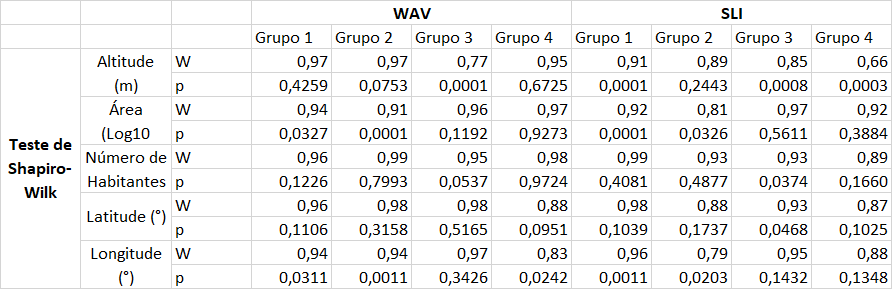 WAV SLI
Grupo 1 Grupo 2 Grupo 3 Grupo 4 Grupo 1 Grupo 2 Grupo 3 Grupo 4
Teste de Shapiro-Wilk
Altitude (m) W 0,97 0,97 0,77 0,95 0,91 0,89 0,85 0,66
p 0,4259 0,0753 0,0001 0,6725 0,0001 0,2443 0,0008 0,0003
Área (Log10 W 0,94 0,91 0,96 0,97 0,92 0,81 0,97 0,92
p 0,0327 0,0001 0,1192 0,9273 0,0001 0,0326 0,5611 0,3884
Número de Habitantes W 0,96 0,99 0,95 0,98 0,99 0,93 0,93 0,89
p 0,1226 0,7993 0,0537 0,9724 0,4081 0,4877 0,0374 0,1660
Latitude (°) W 0,96 0,98 0,98 0,88 0,98 0,88 0,93 0,87
p 0,1106 0,3158 0,5165 0,0951 0,1039 0,1737 0,0468 0,1025
Longitude (°) W 0,94 0,94 0,97 0,83 0,96 0,79 0,95 0,88
p 0,0311 0,0011 0,3426 0,0242 0,0011 0,0203 0,1432 0,1348